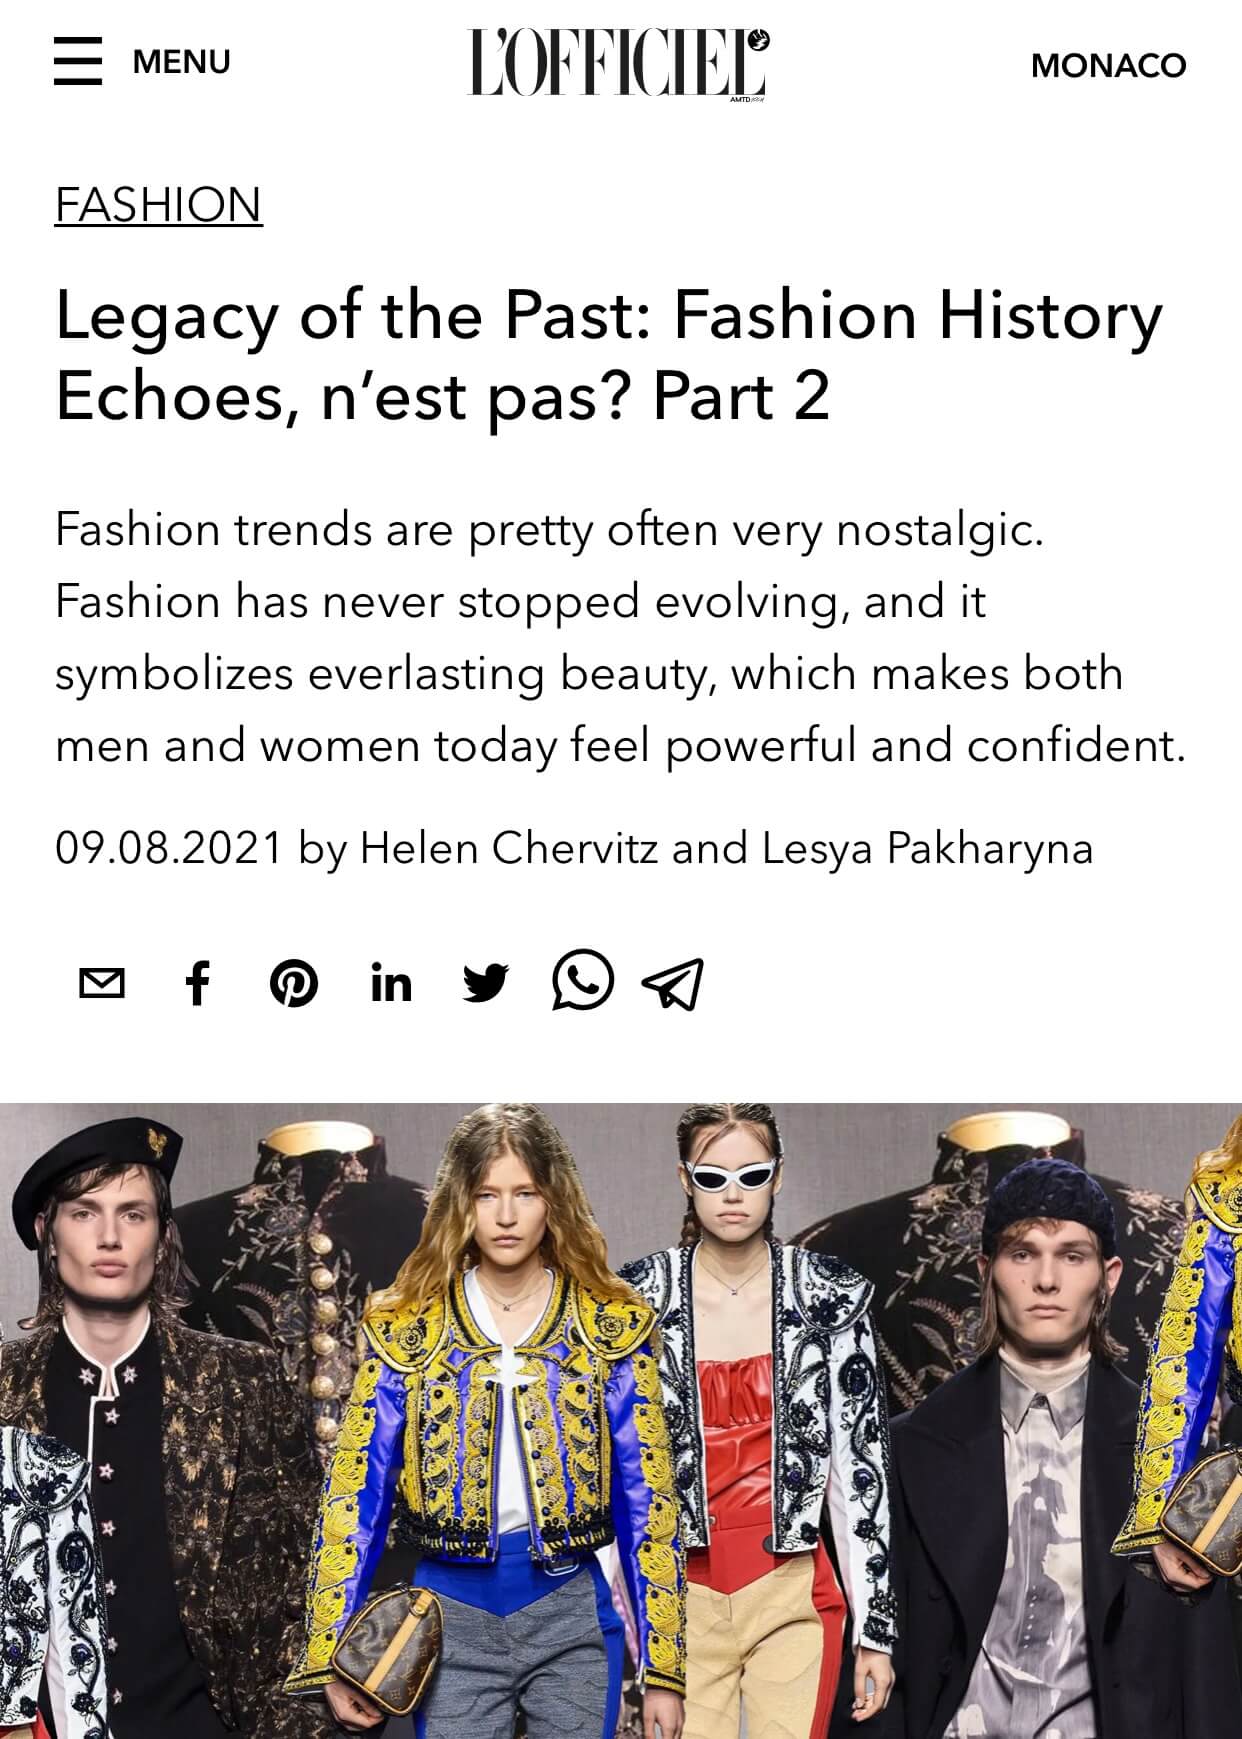 MENU
L'OFFICIEL
AMTD
MONACO
FASHION
Legacy of the Past: Fashion History
Echoes, n’est pas? Part 2
Fashion trends are pretty often very nostalgic.
Fashion has never stopped evolving, and it
symbolizes everlasting beauty, which makes both
men and women today feel powerful and confident.
09.08.2021 by Helen Chervitz and Lesya Pakharyna